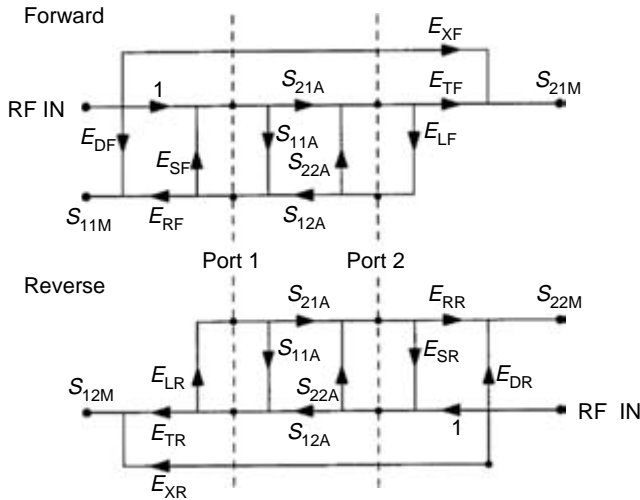 Forward
E_XF
1
S_21A
E_TF
S_21M
RF IN
E_DF
E_SF
S_11A
S_22A
E_LF
S_11M
E_RF
S_12A
Port 1
Port 2
Reverse
S_21A
E_RR
S_22M
E_LR
S_11A
E_SR
S_12M
S_22A
E_DR
E_TR
S_12A
1
RF IN
E_XR